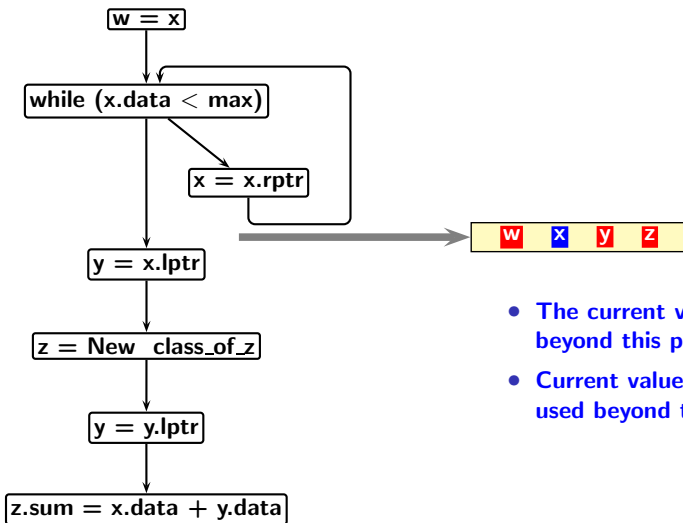 w = x
while (x.data < max)
x = x.rptr
y = x.lptr
z = New class_of_z
y = y.lptr
z.sum = x.data + y.data
w x y z
• The current
beyond this
• Current value
used beyond